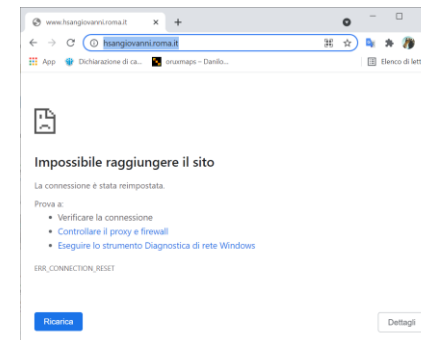 www.hsangiovanni.roma.it
hsangiovanni.roma.it
App Dichiarazione di ca... oruxmaps – Danilo... Elenco di lett
Impossibile raggiungere il sito
La connessione è stata reimpostata.
Prova a:
Verificare la connessione
Controllare il proxy e firewall
Eseguire lo strumento Diagnostica di rete Windows
ERR_CONNECTION_RESET
Ricarica Dettagli